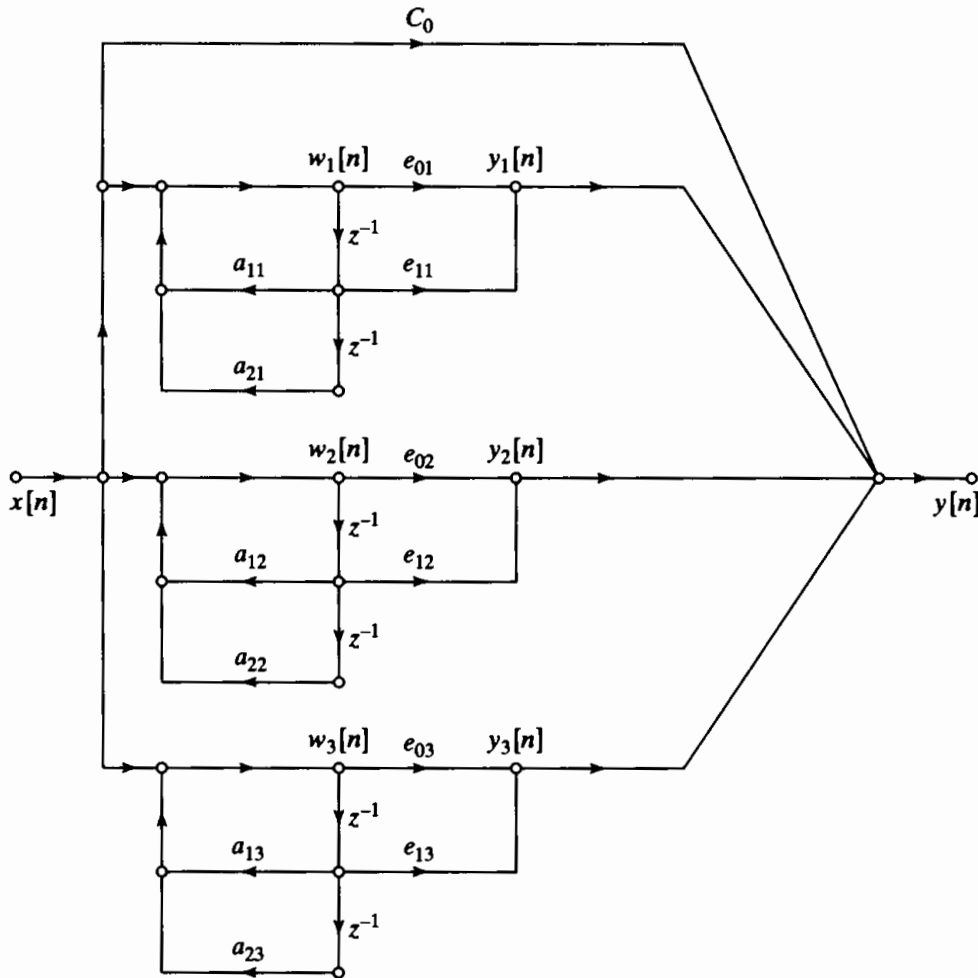 C₀
w₁[n] e₀₁ y₁[n]
z⁻¹
a₁₁ e₁₁
z⁻¹
a₂₁
w₂[n] e₀₂ y₂[n]
x[n] y[n]
z⁻¹
a₁₂ e₁₂
z⁻¹
a₂₂
w₃[n] e₀₃ y₃[n]
z⁻¹
a₁₃ e₁₃
z⁻¹
a₂₃